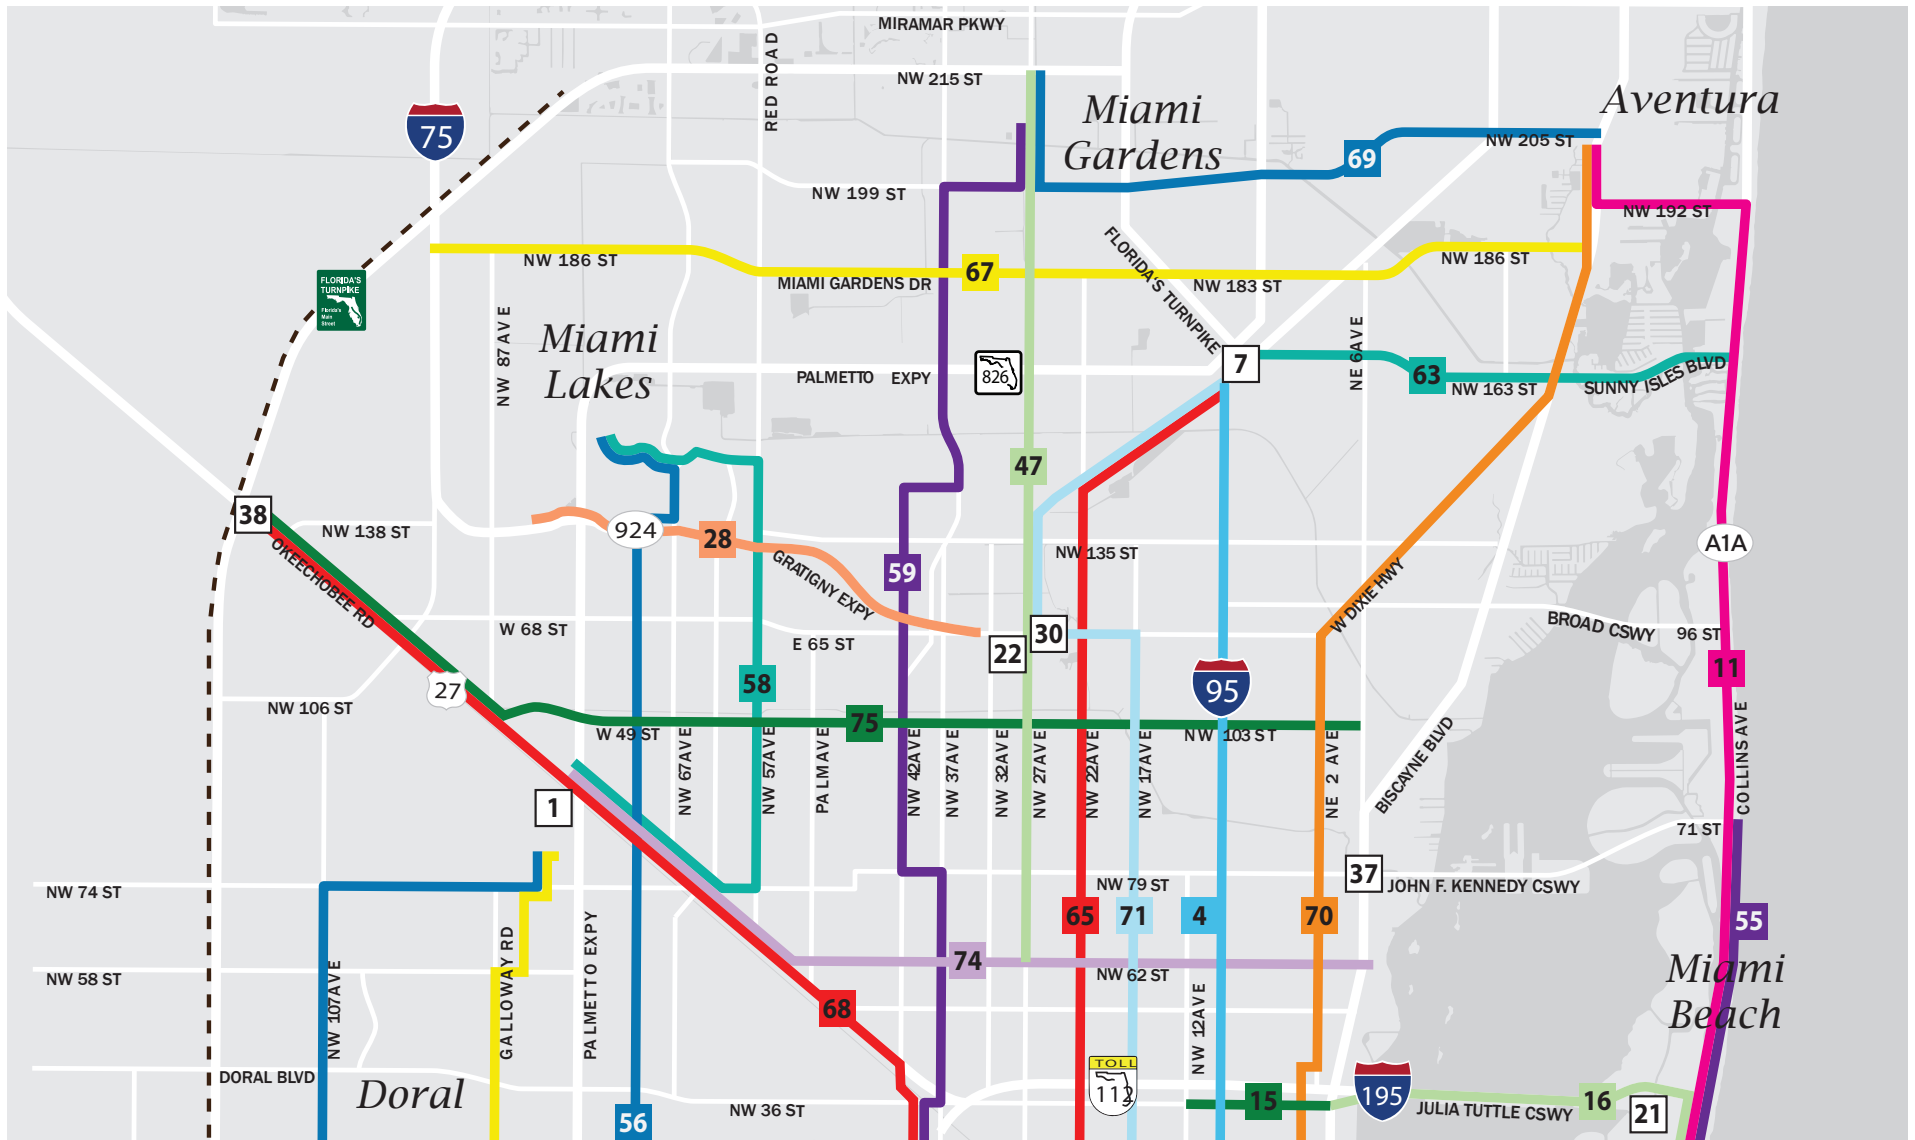 MIRAMAR PKWY
RED ROAD
NW 215 ST
Miami
Gardens
Aventura
75
69
NW 205 ST
NW 199 ST
NW 192 ST
FLORIDA'S
TURNPIKE
Florida's
Main
Street
NW 186 ST
67
MIAMI GARDENS DR
FLORIDA'S TURNPIKE
NW 183 ST
NW 186 ST
NW 87 AVE
Miami
Lakes
PALMETTO EXPY
826
7
NE 6 AVE
63
NW 163 ST
SUNNY ISLES BLVD
47
38
OKEECHOBEE RD
NW 138 ST
924
28
GRATIGNY EXPY
59
NW 135 ST
W DIXIE HWY
A1A
BROAD CSWY
96 ST
W 68 ST
E 65 ST
22
30
11
27
58
95
NW 106 ST
W 49 ST
75
NW 103 ST
NW 67 AVE
NW 57 AVE
PALM AVE
NW 42 AVE
NW 37 AVE
NW 32 AVE
NW 27 AVE
NW 22 AVE
NW 17 AVE
NE 2 AVE
BISCAYNE BLVD
COLLINS AVE
1
71 ST
37
JOHN F. KENNEDY CSWY
NW 74 ST
NW 79 ST
65
71
4
70
55
GALLOWAY RD
PALMETTO EXPY
NW 107 AVE
NW 58 ST
74
NW 62 ST
Miami
Beach
68
NW 12 AVE
TOLL
112
DORAL BLVD
Doral
NW 36 ST
56
15
195
JULIA TUTTLE CSWY
16
21